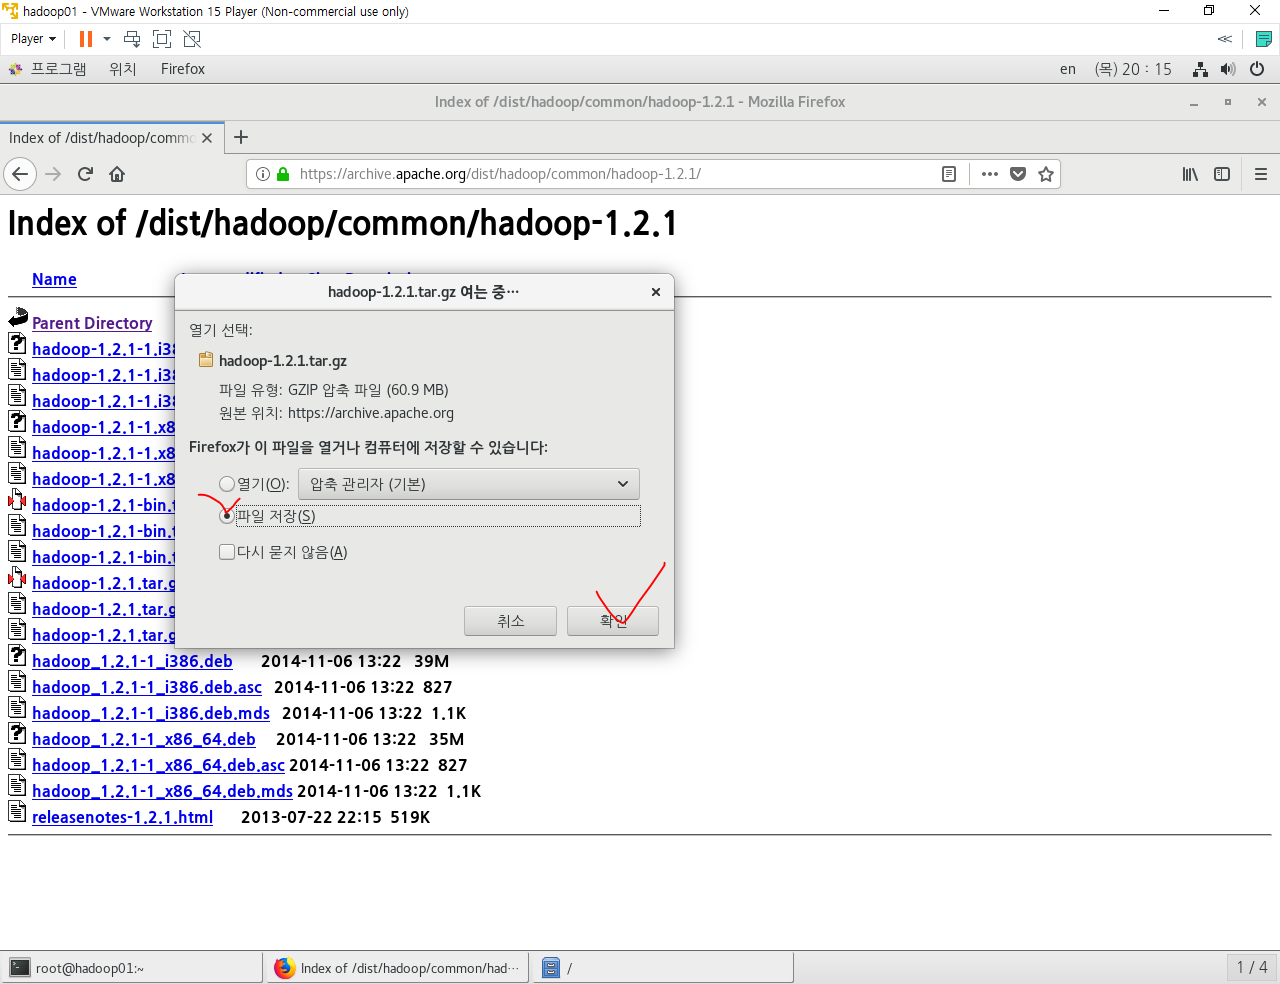 hadoop01 - VMware Workstation 15 Player (Non-commercial use only)
Player
프로그램 위치 Firefox en (목) 20 : 15
Index of /dist/hadoop/common/hadoop-1.2.1 - Mozilla Firefox
Index of /dist/hadoop/commo
https://archive.apache.org/dist/hadoop/common/hadoop-1.2.1/
Index of /dist/hadoop/common/hadoop-1.2.1
Name
Parent Directory
hadoop-1.2.1-1.i38
hadoop-1.2.1-1.i38
hadoop-1.2.1-1.i38
hadoop-1.2.1-1.x8
hadoop-1.2.1-1.x8
hadoop-1.2.1-1.x8
hadoop-1.2.1-bin.t
hadoop-1.2.1-bin.t
hadoop-1.2.1-bin.t
hadoop-1.2.1.tar.g
hadoop-1.2.1.tar.g
hadoop-1.2.1.tar.g
hadoop_1.2.1-1_i386.deb 2014-11-06 13:22 39M
hadoop_1.2.1-1_i386.deb.asc 2014-11-06 13:22 827
hadoop_1.2.1-1_i386.deb.mds 2014-11-06 13:22 1.1K
hadoop_1.2.1-1_x86_64.deb 2014-11-06 13:22 35M
hadoop_1.2.1-1_x86_64.deb.asc 2014-11-06 13:22 827
hadoop_1.2.1-1_x86_64.deb.mds 2014-11-06 13:22 1.1K
releasenotes-1.2.1.html 2013-07-22 22:15 519K
hadoop-1.2.1.tar.gz 여는 중…
열기 선택:
hadoop-1.2.1.tar.gz
파일 유형: GZIP 압축 파일 (60.9 MB)
원본 위치: https://archive.apache.org
Firefox가 이 파일을 열거나 컴퓨터에 저장할 수 있습니다:
열기(O): 압축 관리자 (기본)
파일 저장(S)
다시 묻지 않음(A)
취소 확인
root@hadoop01:~ Index of /dist/hadoop/common/had… / 1 / 4